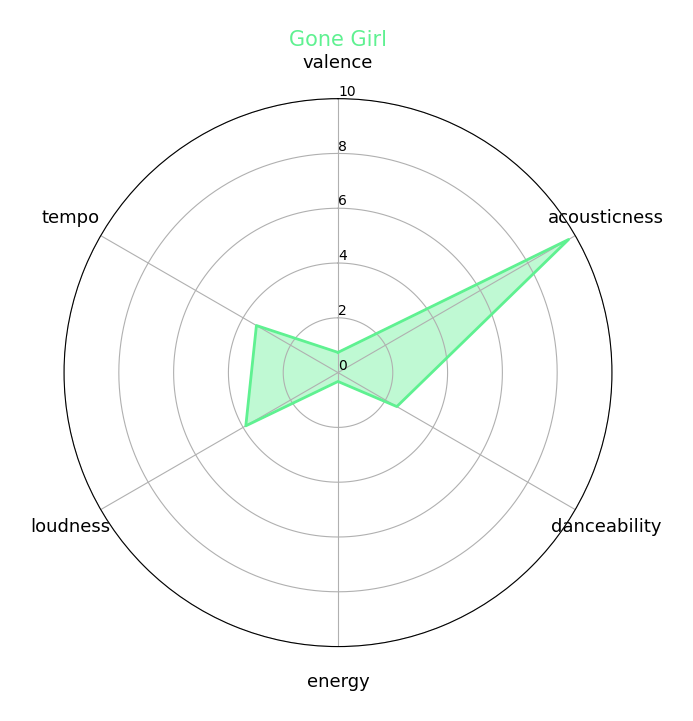 Gone Girl
valence
10
8
6
4
2
0
tempo
acousticness
loudness
danceability
energy